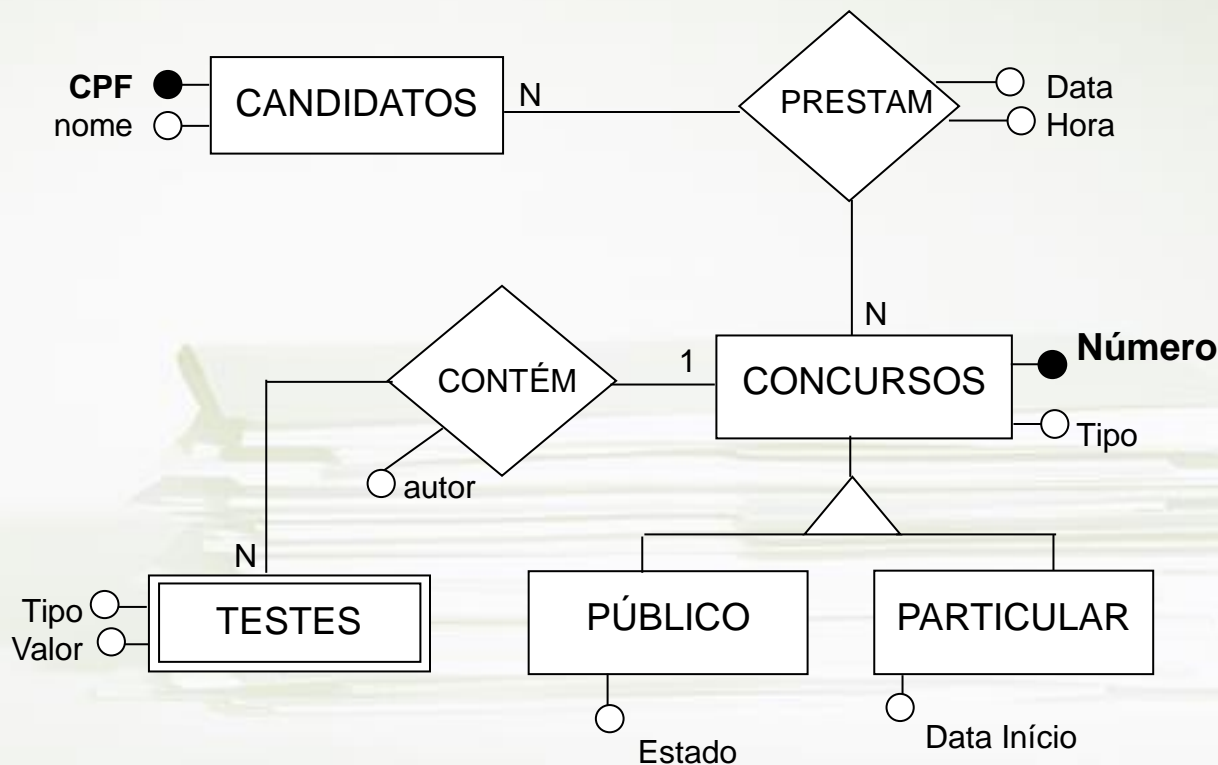 CPF
nome
CANDIDATOS
N
PRESTAM
Data
Hora
N
CONTÉM
1
CONCURSOS
Número
Tipo
autor
N
Tipo
Valor
TESTES
PÚBLICO
PARTICULAR
Estado
Data Início